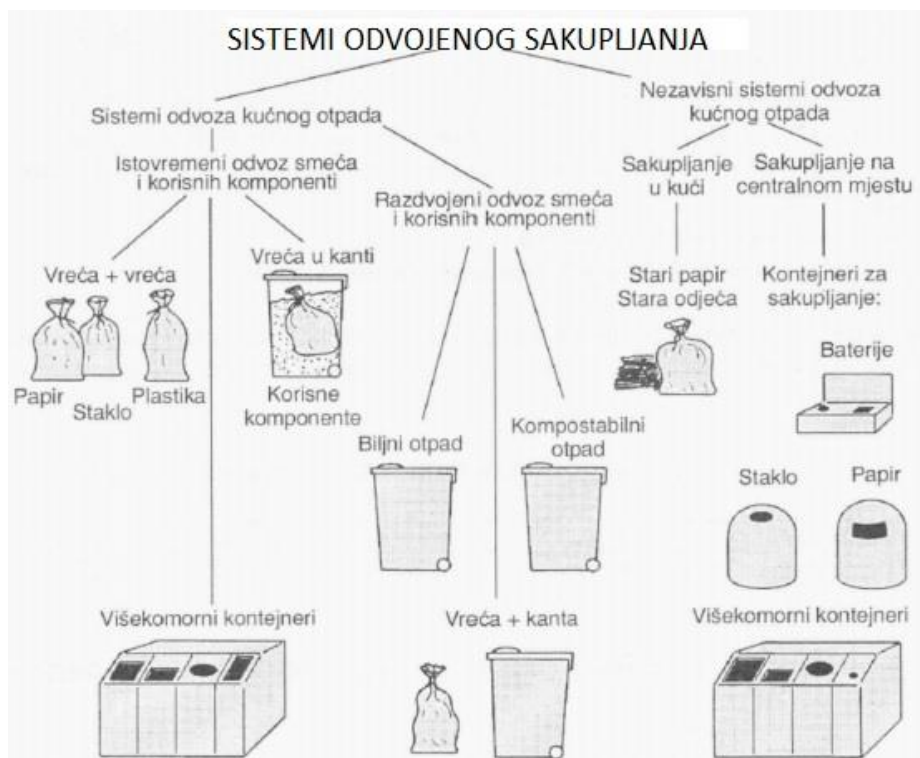 SISTEMI ODVOJENOG SAKUPLJANJA
Sistemi odvoza kućnog otpada
Istovremeni odvoz smeća
i korisnih komponenti
Vreća + vreća
Papir
Staklo
Plastika
Vreća u kanti
Korisne
komponente
Višekomorni kontejneri
Razdvojeni odvoz smeća
i korisnih komponenti
Biljni otpad
Kompostabilni
otpad
Vreća + kanta
Nezavisni sistemi odvoza
kućnog otpada
Sakupljanje
u kući
Stari papir
Stara odjeća
Sakupljanje na
centralnom mjestu
Kontejneri za
sakupljanje:
Baterije
Staklo
Papir
Višekomorni kontejneri